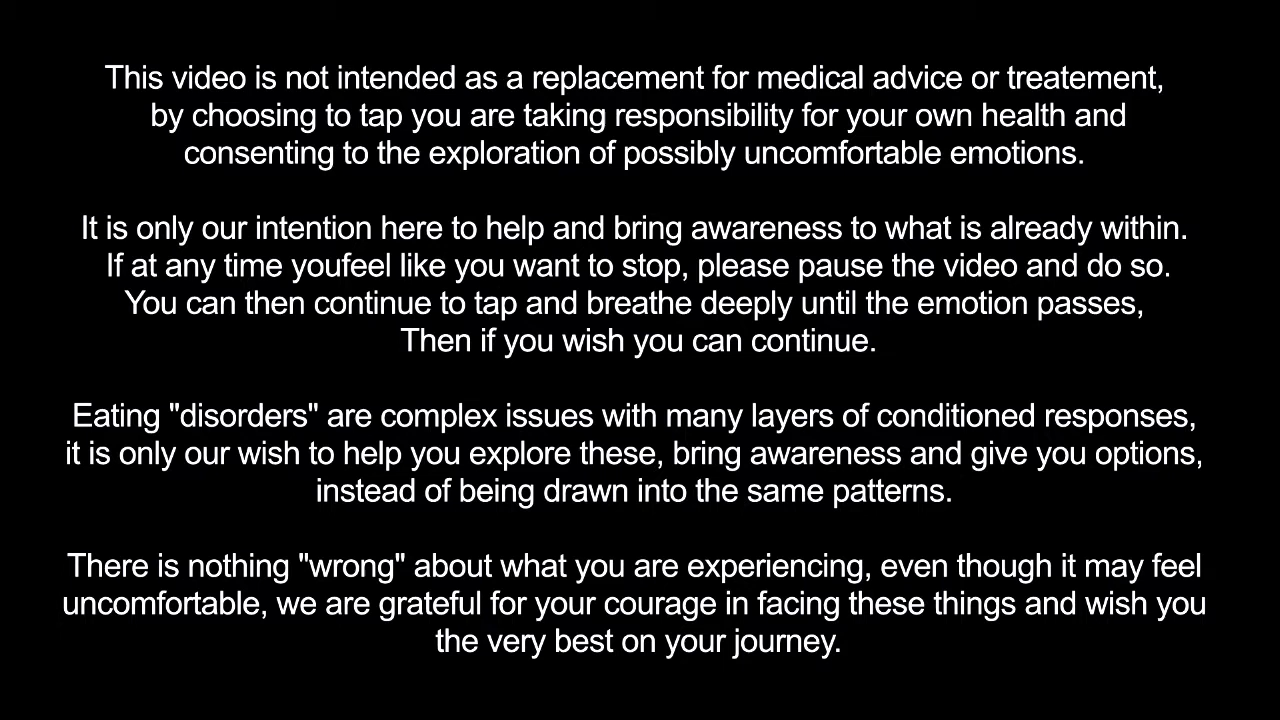 This video is not intended as a replacement for medical advice or treatement,
by choosing to tap you are taking responsibility for your own health and
consenting to the exploration of possibly uncomfortable emotions.
It is only our intention here to help and bring awareness to what is already within.
If at any time youfeel like you want to stop, please pause the video and do so.
You can then continue to tap and breathe deeply until the emotion passes,
Then if you wish you can continue.
Eating "disorders" are complex issues with many layers of conditioned responses,
it is only our wish to help you explore these, bring awareness and give you options,
instead of being drawn into the same patterns.
There is nothing "wrong" about what you are experiencing, even though it may feel
uncomfortable, we are grateful for your courage in facing these things and wish you
the very best on your journey.